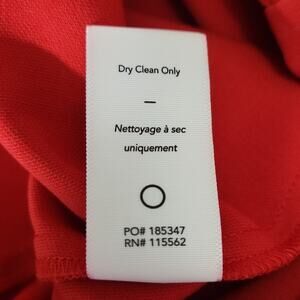 Dry Clean Only
–
Nettoyage à sec
uniquement
PO# 185347
RN# 115562